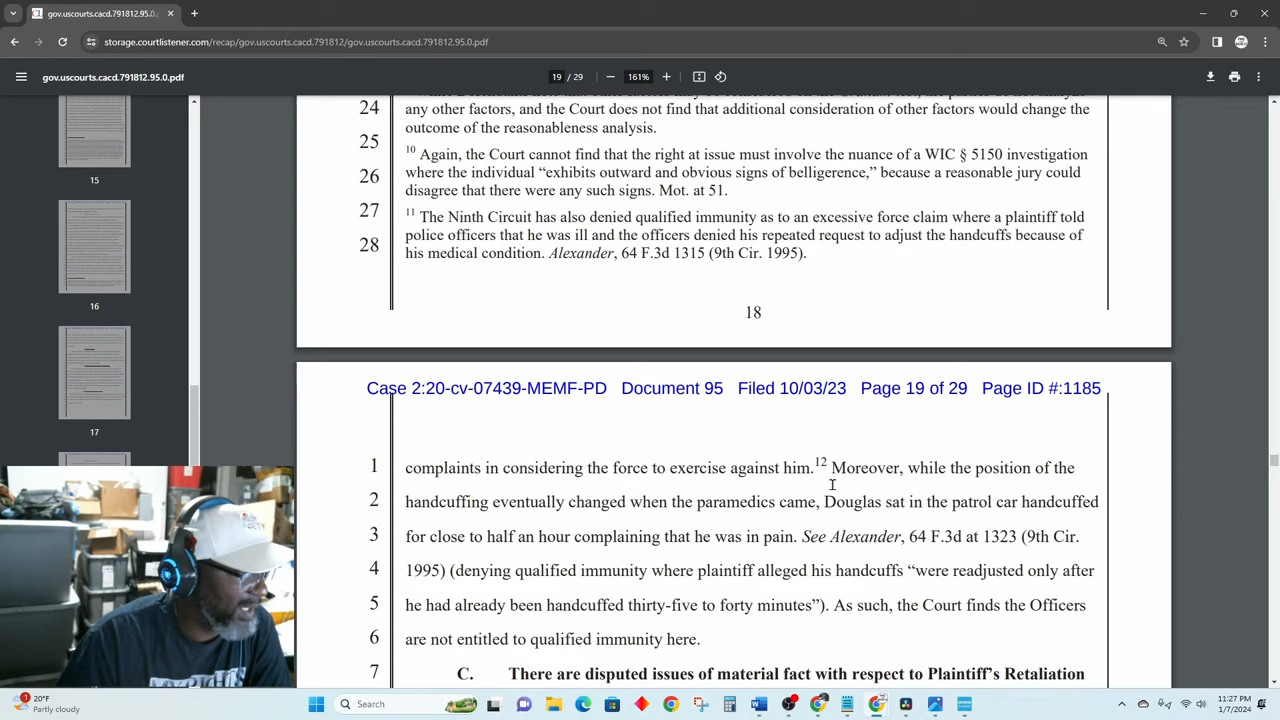 gov.uscourts.cacd.791812.95.0.p
storage.courtlistener.com/recap/gov.uscourts.cacd.791812/gov.uscourts.cacd.791812.95.0.pdf
gov.uscourts.cacd.791812.95.0.pdf
19 / 29
161%
15
16
17
24 any other factors, and the Court does not find that additional consideration of other factors would change the
25 outcome of the reasonableness analysis.
10 Again, the Court cannot find that the right at issue must involve the nuance of a WIC § 5150 investigation
26 where the individual “exhibits outward and obvious signs of belligerence,” because a reasonable jury could
disagree that there were any such signs. Mot. at 51.
27 11 The Ninth Circuit has also denied qualified immunity as to an excessive force claim where a plaintiff told
28 police officers that he was ill and the officers denied his repeated request to adjust the handcuffs because of
his medical condition. Alexander, 64 F.3d 1315 (9th Cir. 1995).
18
Case 2:20-cv-07439-MEMF-PD Document 95 Filed 10/03/23 Page 19 of 29 Page ID #:1185
1 complaints in considering the force to exercise against him.12 Moreover, while the position of the
2 handcuffing eventually changed when the paramedics came, Douglas sat in the patrol car handcuffed
3 for close to half an hour complaining that he was in pain. See Alexander, 64 F.3d at 1323 (9th Cir.
4 1995) (denying qualified immunity where plaintiff alleged his handcuffs “were readjusted only after
5 he had already been handcuffed thirty-five to forty minutes”). As such, the Court finds the Officers
6 are not entitled to qualified immunity here.
7 C. There are disputed issues of material fact with respect to Plaintiff’s Retaliation
20°F
Partly cloudy
Search
11:27 PM
1/7/2024